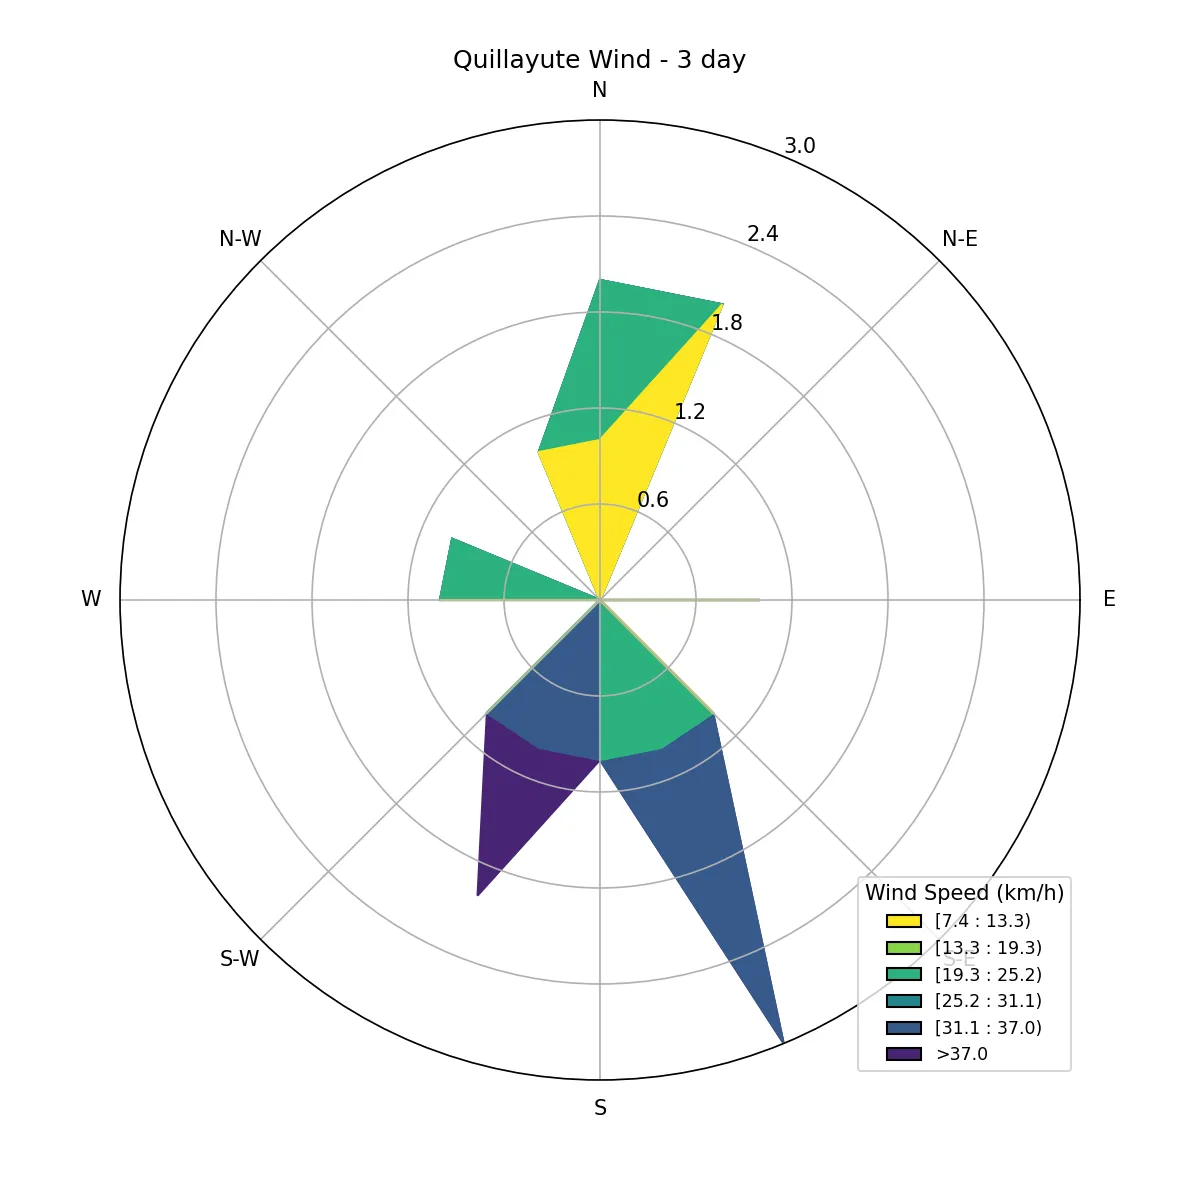 Quillayute Wind - 3 day
N
3.0
N-W
2.4
N-E
1.8
1.2
0.6
W
E
S-W
S-E
S
Wind Speed (km/h)
[7.4 : 13.3)
[13.3 : 19.3)
[19.3 : 25.2)
[25.2 : 31.1)
[31.1 : 37.0)
>37.0